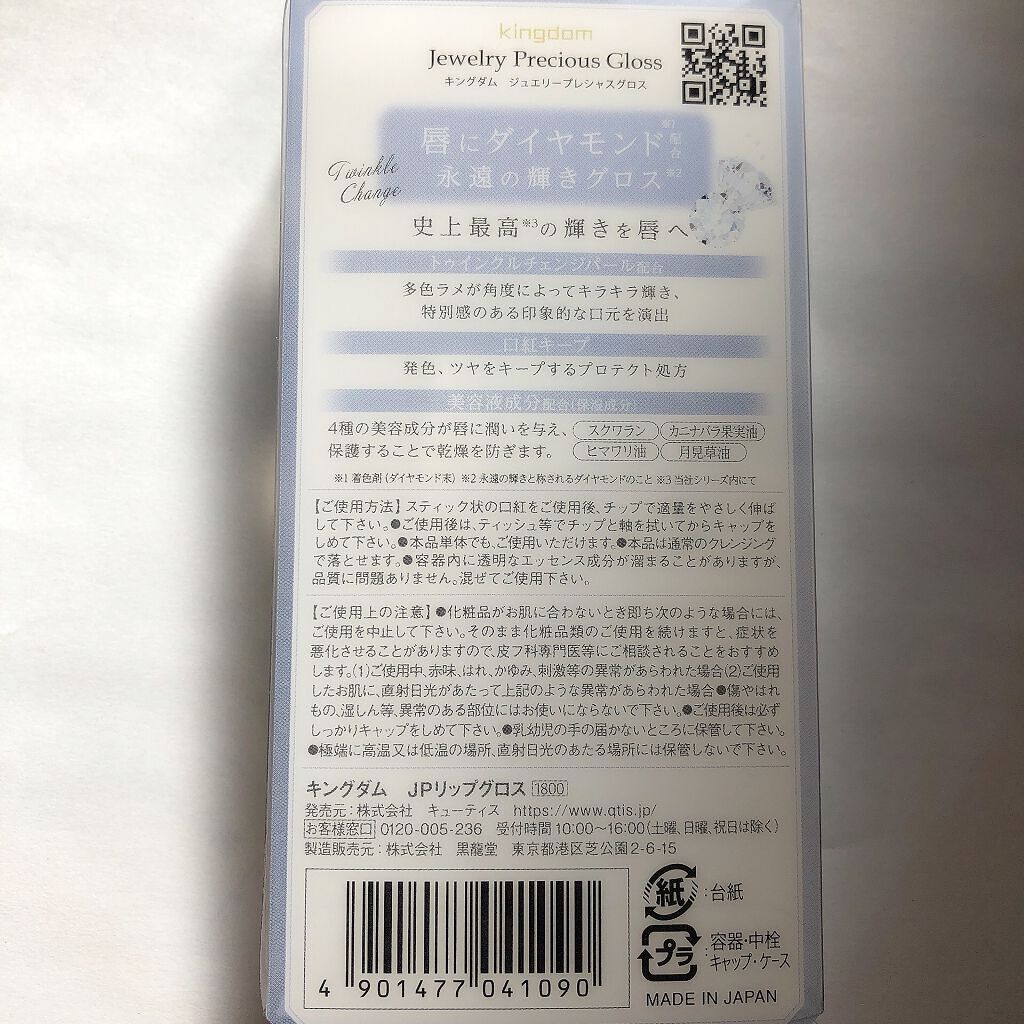 kingdom
Jewelry Precious Gloss
キングダム ジュエリープレシャスグロス
唇にダイヤモンド※1配合
永遠の輝きグロス※2
Twinkle
Change
史上最高※3の輝きを唇へ
トゥインクルチェンジパール配合
多色ラメが角度によってキラキラ輝き、
特別感のある印象的な口元を演出
口紅キープ
発色、ツヤをキープするプロテクト処方
美容液成分配合(保湿成分)
4種の美容成分が唇に潤いを与え、 スクワラン カニナバラ果実油
保護することで乾燥を防ぎます。 ヒマワリ油 月見草油
※1 着色剤(ダイヤモンド末) ※2 永遠の輝きと称されるダイヤモンドのこと ※3 当社シリーズ内にて
【ご使用方法】スティック状の口紅をご使用後、チップで適量をやさしく伸ば
して下さい。●ご使用後は、ティッシュ等でチップと軸を拭いてからキャップを
しめて下さい。●本品単体でも、ご使用いただけます。●本品は通常のクレンジング
で落とせます。●容器内に透明なエッセンス成分が溜まることがありますが、
品質に問題ありません。混ぜてご使用下さい。
【ご使用上の注意】●化粧品がお肌に合わないとき即ち次のような場合には、
ご使用を中止して下さい。そのまま化粧品類のご使用を続けますと、症状を
悪化させることがありますので、皮フ科専門医等にご相談されることをおすすめ
します。(1)ご使用中、赤味、はれ、かゆみ、刺激等の異常があらわれた場合(2)ご使用
したお肌に、直射日光があたって上記のような異常があらわれた場合●傷やはれ
もの、湿しん等、異常のある部位にはお使いにならないで下さい。●ご使用後は必ず
しっかりキャップをしめて下さい。●乳幼児の手の届かないところに保管して下さい。
●極端に高温又は低温の場所、直射日光のあたる場所には保管しないで下さい。
キングダム JPリップグロス 1800
発売元:株式会社 キューティス https://www.qtis.jp/
お客様窓口 0120-005-236 受付時間10:00～16:00(土曜、日曜、祝日は除く)
製造販売元:株式会社 黒龍堂 東京都港区芝公園2-6-15
紙:台紙
プラ:容器・中栓
キャップ・ケース
4 901477 041090
MADE IN JAPAN